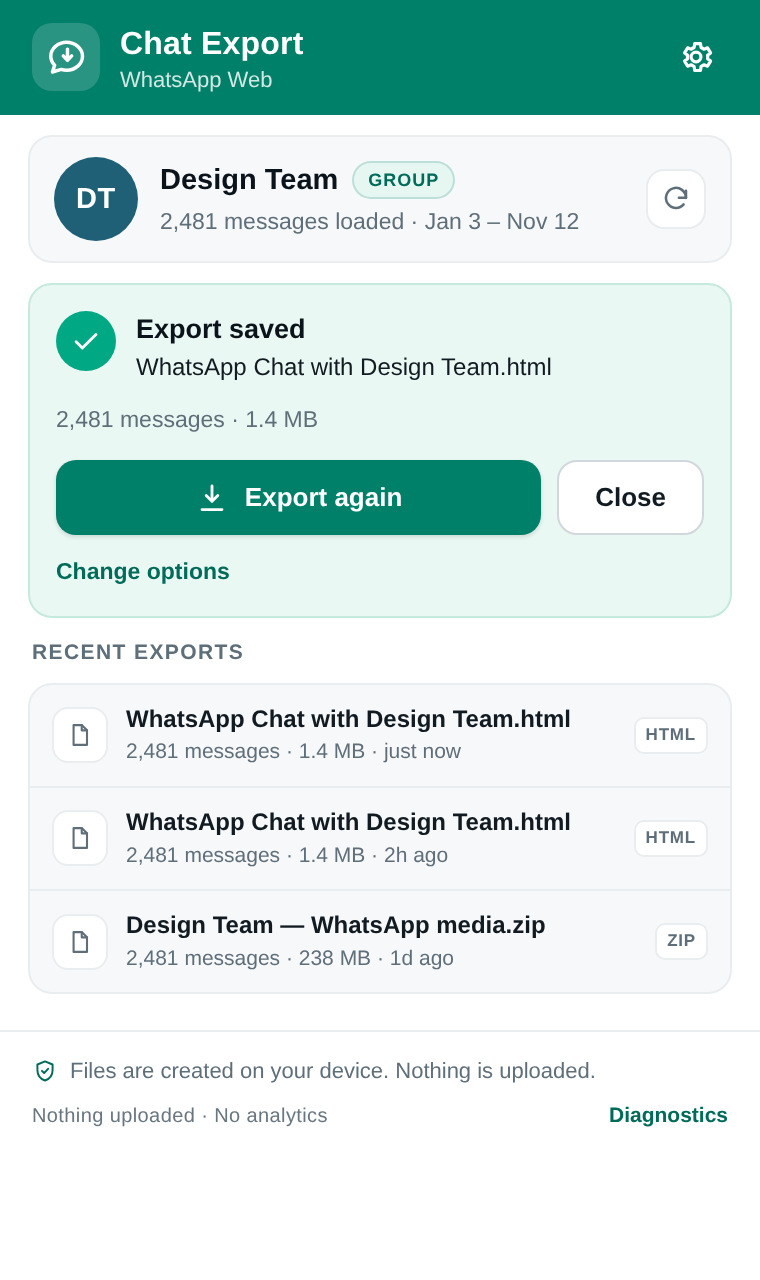 Chat Export
WhatsApp Web
DT
Design Team GROUP
2,481 messages loaded · Jan 3 – Nov 12
Export saved
WhatsApp Chat with Design Team.html
2,481 messages · 1.4 MB
Export again
Close
Change options
RECENT EXPORTS
WhatsApp Chat with Design Team.html
2,481 messages · 1.4 MB · just now
HTML
WhatsApp Chat with Design Team.html
2,481 messages · 1.4 MB · 2h ago
HTML
Design Team — WhatsApp media.zip
2,481 messages · 238 MB · 1d ago
ZIP
Files are created on your device. Nothing is uploaded.
Nothing uploaded · No analytics
Diagnostics